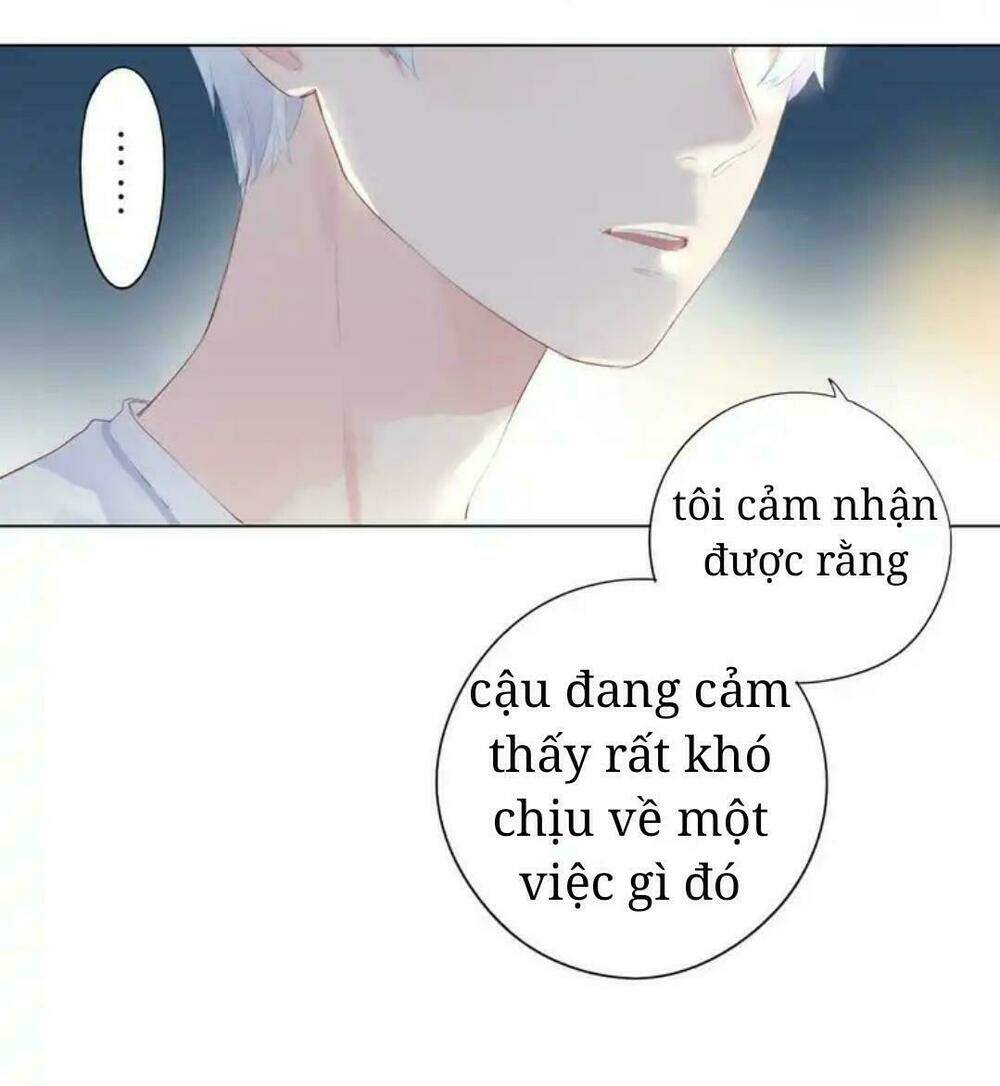 ......
tôi cảm nhận
được rằng
cậu đang cảm
thấy rất khó
chịu về một
việc gì đó